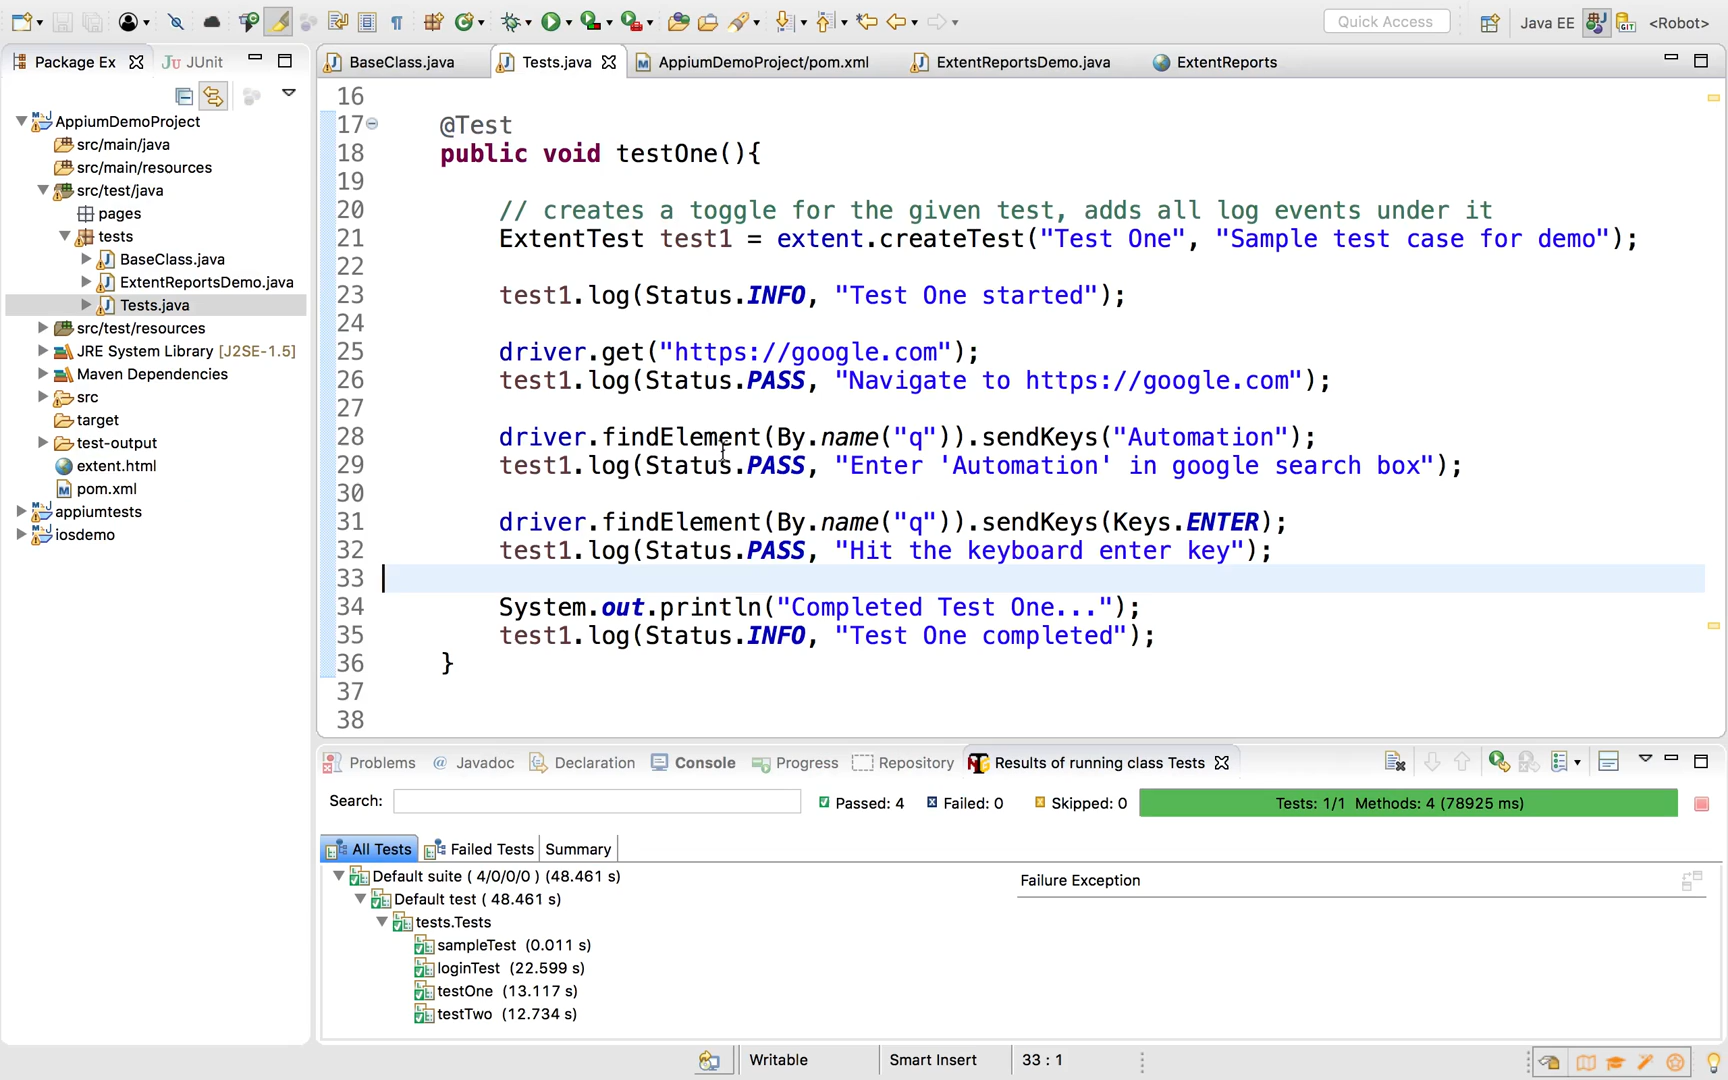 Quick Access
Java EE
<Robot>
Package Ex
JUnit
BaseClass.java
Tests.java
AppiumDemoProject/pom.xml
ExtentReportsDemo.java
ExtentReports
AppiumDemoProject
src/main/java
src/main/resources
src/test/java
pages
tests
BaseClass.java
ExtentReportsDemo.java
Tests.java
src/test/resources
JRE System Library [J2SE-1.5]
Maven Dependencies
src
target
test-output
extent.html
pom.xml
appiumtests
iosdemo
16
17 @Test
18 public void testOne(){
19
20 // creates a toggle for the given test, adds all log events under it
21 ExtentTest test1 = extent.createTest("Test One", "Sample test case for demo");
22
23 test1.log(Status.INFO, "Test One started");
24
25 driver.get("https://google.com");
26 test1.log(Status.PASS, "Navigate to https://google.com");
27
28 driver.findElement(By.name("q")).sendKeys("Automation");
29 test1.log(Status.PASS, "Enter 'Automation' in google search box");
30
31 driver.findElement(By.name("q")).sendKeys(Keys.ENTER);
32 test1.log(Status.PASS, "Hit the keyboard enter key");
33
34 System.out.println("Completed Test One...");
35 test1.log(Status.INFO, "Test One completed");
36 }
37
38
Problems
@ Javadoc
Declaration
Console
Progress
Repository
Results of running class Tests
Search:
Passed: 4
Failed: 0
Skipped: 0
Tests: 1/1 Methods: 4 (78925 ms)
All Tests
Failed Tests
Summary
Default suite ( 4/0/0/0 ) (48.461 s)
Default test ( 48.461 s)
tests.Tests
sampleTest (0.011 s)
loginTest (22.599 s)
testOne (13.117 s)
testTwo (12.734 s)
Failure Exception
Writable
Smart Insert
33 : 1